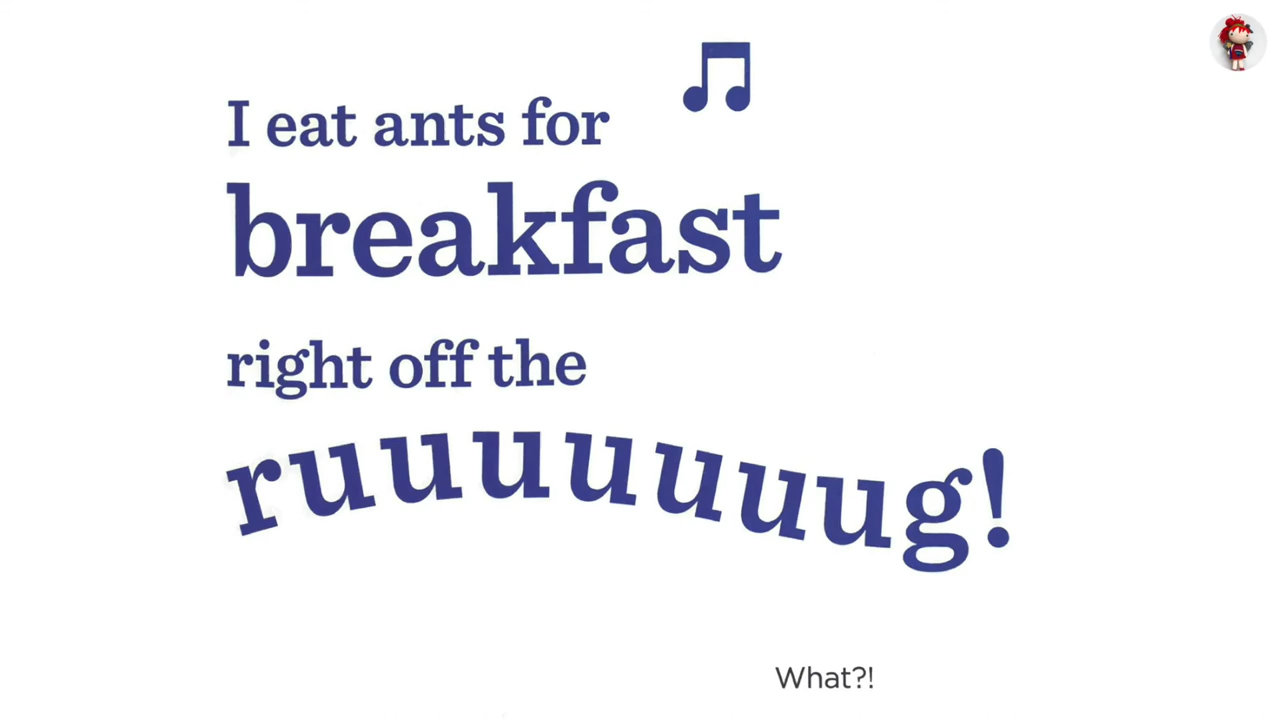 I eat ants for
breakfast
right off the
ruuuuuuug!
What?!